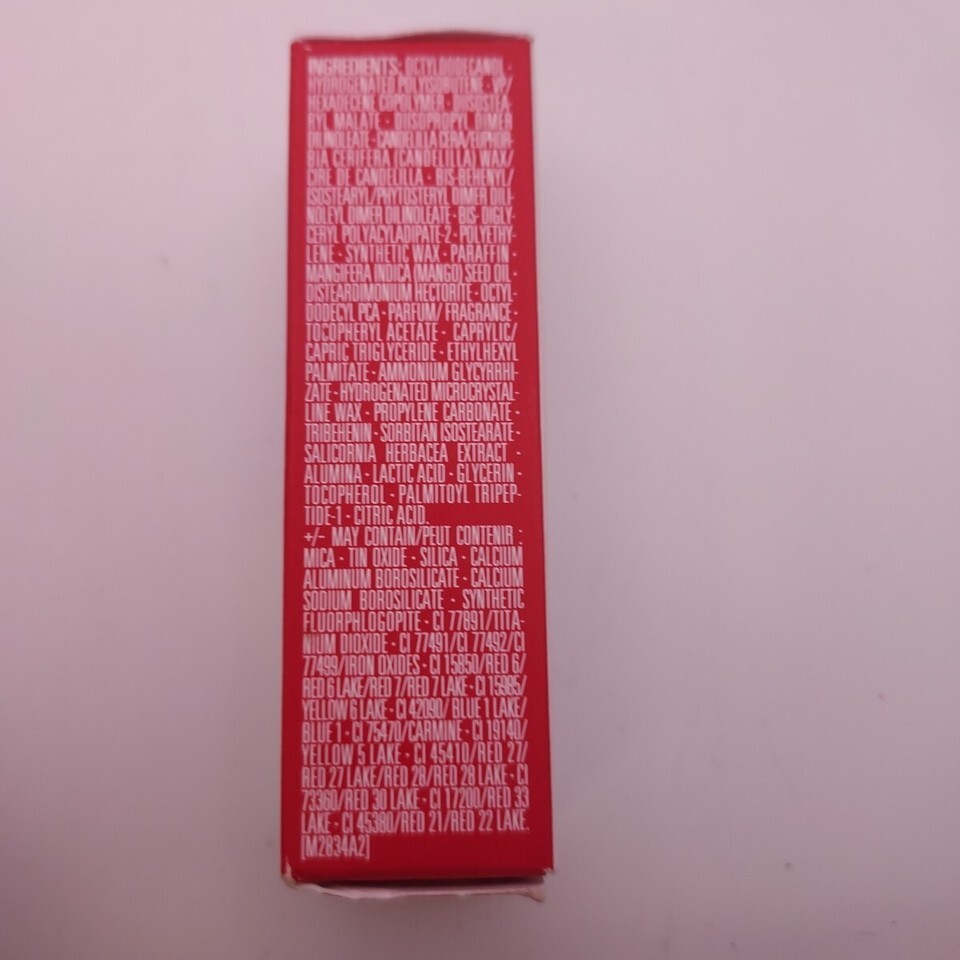 INGREDIENTS: OCTYLDODECANOL •
HYDROGENATED POLYISOBUTENE • VP/
HEXADECENE COPOLYMER • DIISOSTEA-
RYL MALATE • DIISOPROPYL DIMER
DILINOLEATE • CANDELILLA CERA/EUPHOR-
BIA CERIFERA (CANDELILLA) WAX/
CIRE DE CANDELILLA • BIS-BEHENYL/
ISOSTEARYL/PHYTOSTERYL DIMER DILI-
NOLEYL DIMER DILINOLEATE • BIS- DIGLY-
CERYL POLYACYLADIPATE-2 • POLYETHY-
LENE • SYNTHETIC WAX • PARAFFIN •
MANGIFERA INDICA (MANGO) SEED OIL •
DISTEARDIMONIUM HECTORITE • OCTYL-
DODECYL PCA • PARFUM/ FRAGRANCE •
TOCOPHERYL ACETATE • CAPRYLIC/
CAPRIC TRIGLYCERIDE • ETHYLHEXYL
PALMITATE • AMMONIUM GLYCYRRHI-
ZATE • HYDROGENATED MICROCRYSTAL-
LINE WAX • PROPYLENE CARBONATE •
TRIBEHENIN • SORBITAN ISOSTEARATE •
SALICORNIA HERBACEA EXTRACT •
ALUMINA • LACTIC ACID • GLYCERIN •
TOCOPHEROL • PALMITOYL TRIPEP-
TIDE-1 • CITRIC ACID.
+/- MAY CONTAIN/PEUT CONTENIR :
MICA • TIN OXIDE • SILICA • CALCIUM
ALUMINUM BOROSILICATE • CALCIUM
SODIUM BOROSILICATE • SYNTHETIC
FLUORPHLOGOPITE • CI 77891/TITA-
NIUM DIOXIDE • CI 77491/CI 77492/CI
77499/IRON OXIDES • CI 15850/RED 6/
RED 6 LAKE/RED 7/RED 7 LAKE • CI 15985/
YELLOW 6 LAKE • CI 42090/ BLUE 1 LAKE/
BLUE 1 • CI 75470/CARMINE • CI 19140/
YELLOW 5 LAKE • CI 45410/RED 27/
RED 27 LAKE/RED 28/RED 28 LAKE • CI
73360/RED 30 LAKE • CI 17200/RED 33
LAKE • CI 45380/RED 21/RED 22 LAKE.
[M2834A2]